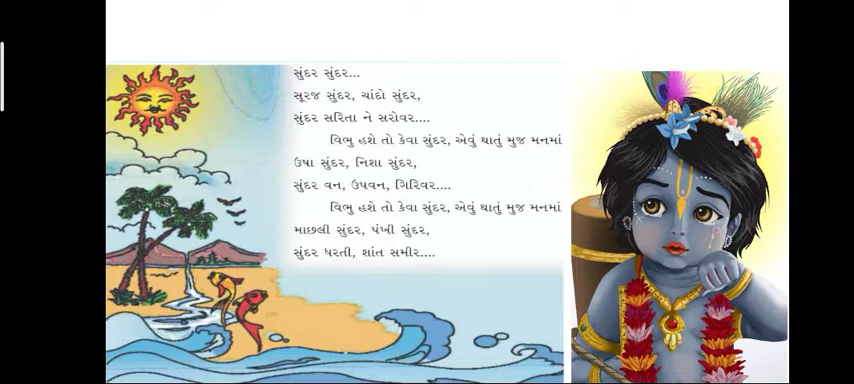 સુંદર સુંદર...
સૂરજ સુંદર, ચાંદો સુંદર,
સુંદર સરિતા ને સરોવર....
વિભુ હશે તો કેવા સુંદર, એવું થાતું મુજ મનમાં
ઉષા સુંદર, નિશા સુંદર,
સુંદર વન, ઉપવન, ગિરિવર....
વિભુ હશે તો કેવા સુંદર, એવું થાતું મુજ મનમાં
માછલી સુંદર, પંખી સુંદર,
સુંદર ધરતી, શાંત સમીર....